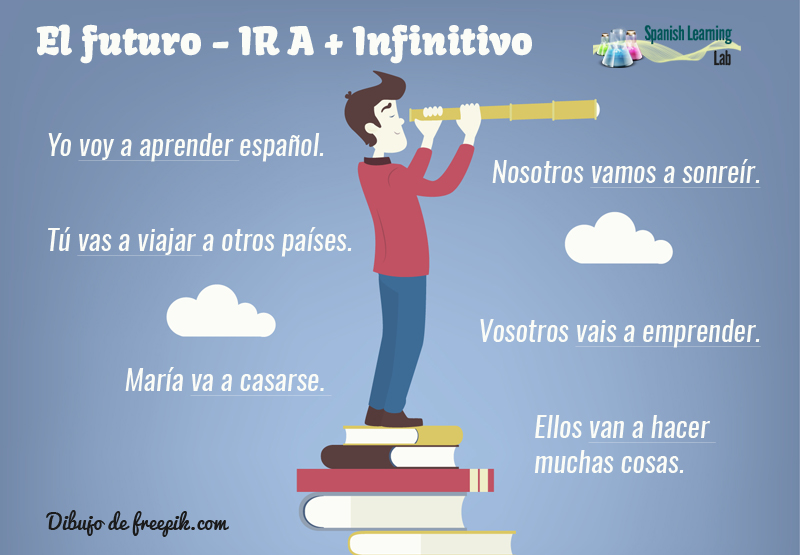 El futuro - IR A + Infinitivo
Spanish Learning
Lab
Yo voy a aprender español.
Nosotros vamos a sonreír.
Tú vas a viajar a otros países.
Vosotros vais a emprender.
María va a casarse.
Ellos van a hacer
muchas cosas.
Dibujo de freepik.com